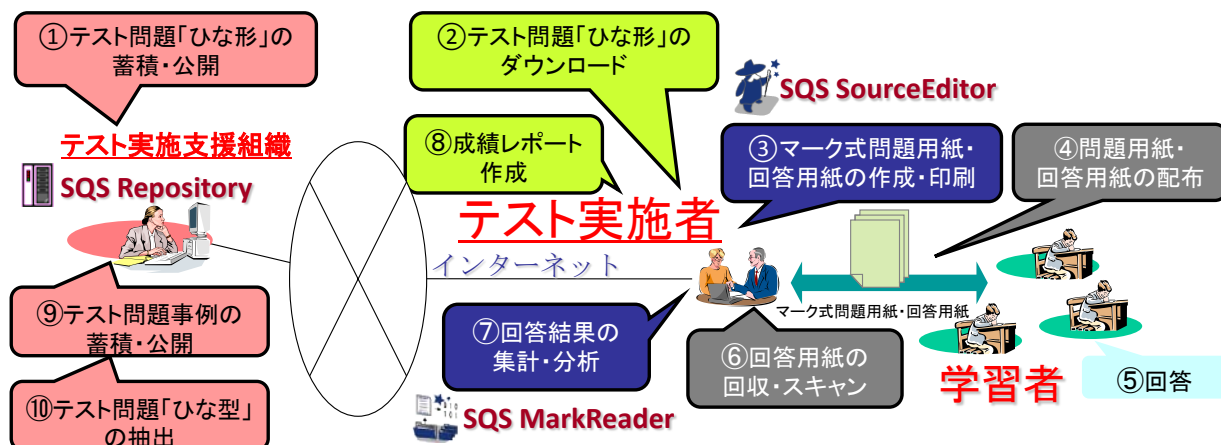 ①テスト問題「ひな形」の
蓄積・公開
②テスト問題「ひな形」の
ダウンロード
SQS SourceEditor
テスト実施支援組織
SQS Repository
⑧成績レポート
作成
③マーク式問題用紙・
回答用紙の作成・印刷
④問題用紙・
回答用紙の配布
テスト実施者
インターネット
マーク式問題用紙・回答用紙
⑨テスト問題事例の
蓄積・公開
⑦回答結果の
集計・分析
⑥回答用紙の
回収・スキャン
学習者
⑤回答
⑩テスト問題「ひな型」
の抽出
SQS MarkReader